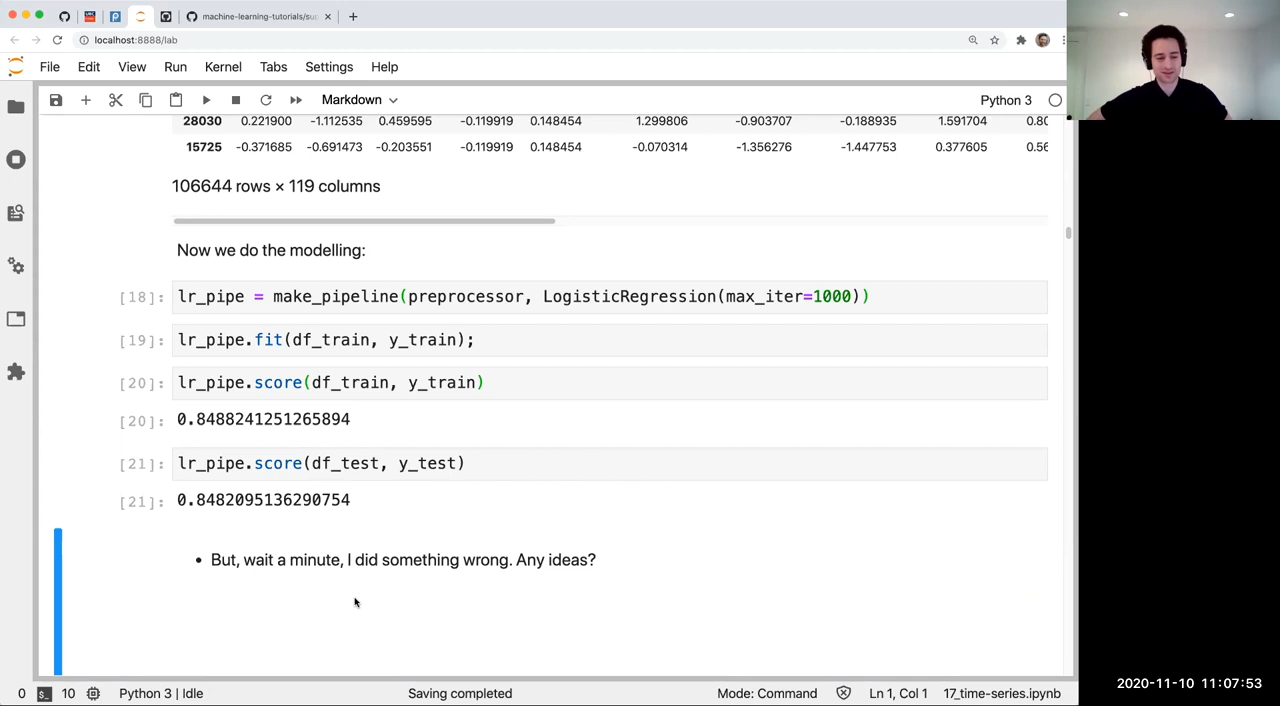 machine-learning-tutorials/sup
localhost:8888/lab
File Edit View Run Kernel Tabs Settings Help
Markdown Python 3
28030 0.221900 -1.112535 0.459595 -0.119919 0.148454 1.299806 -0.903707 -0.188935 1.591704 0.80
15725 -0.371685 -0.691473 -0.203551 -0.119919 0.148454 -0.070314 -1.356276 -1.447753 0.377605 0.56
106644 rows × 119 columns
Now we do the modelling:
[18]: lr_pipe = make_pipeline(preprocessor, LogisticRegression(max_iter=1000))
[19]: lr_pipe.fit(df_train, y_train);
[20]: lr_pipe.score(df_train, y_train)
[20]: 0.8488241251265894
[21]: lr_pipe.score(df_test, y_test)
[21]: 0.8482095136290754
• But, wait a minute, I did something wrong. Any ideas?
0 10 Python 3 | Idle Saving completed Mode: Command Ln 1, Col 1 17_time-series.ipynb
2020-11-10 11:07:53